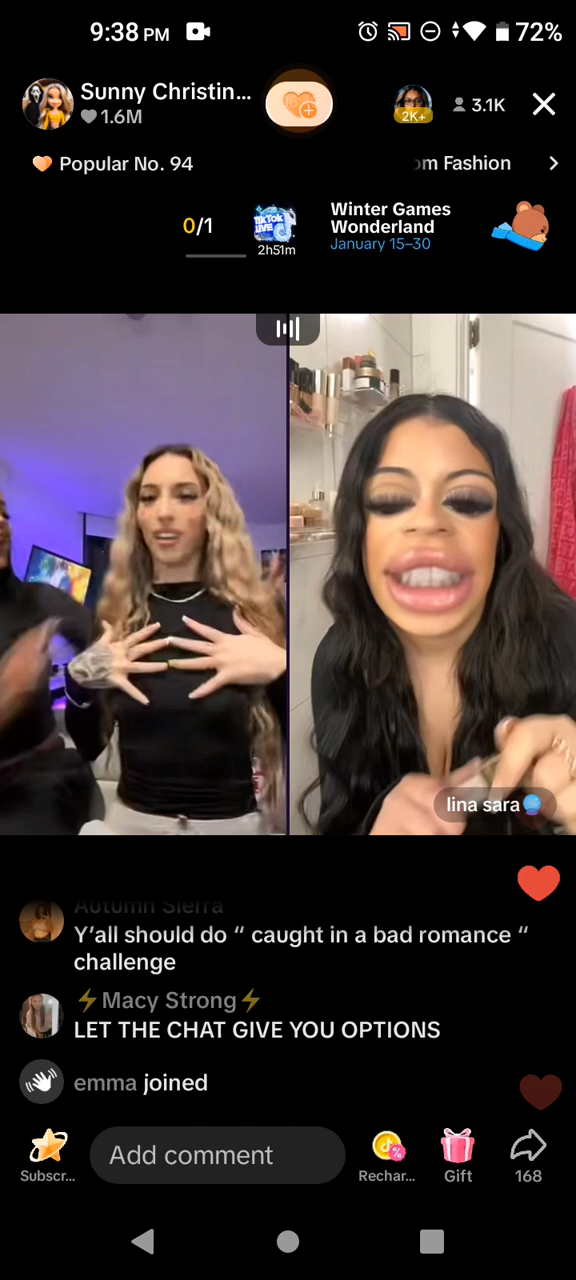 9:38 PM
72%
Sunny Christin...
1.6M
2K+
3.1K
Popular No. 94
m Fashion
0/1
TikTok
LIVE
2h51m
Winter Games
Wonderland
January 15–30
lina sara
Autumn Sierra
Y'all should do “ caught in a bad romance “
challenge
⚡Macy Strong⚡
LET THE CHAT GIVE YOU OPTIONS
emma joined
Subscr...
Add comment
Rechar...
Gift
168